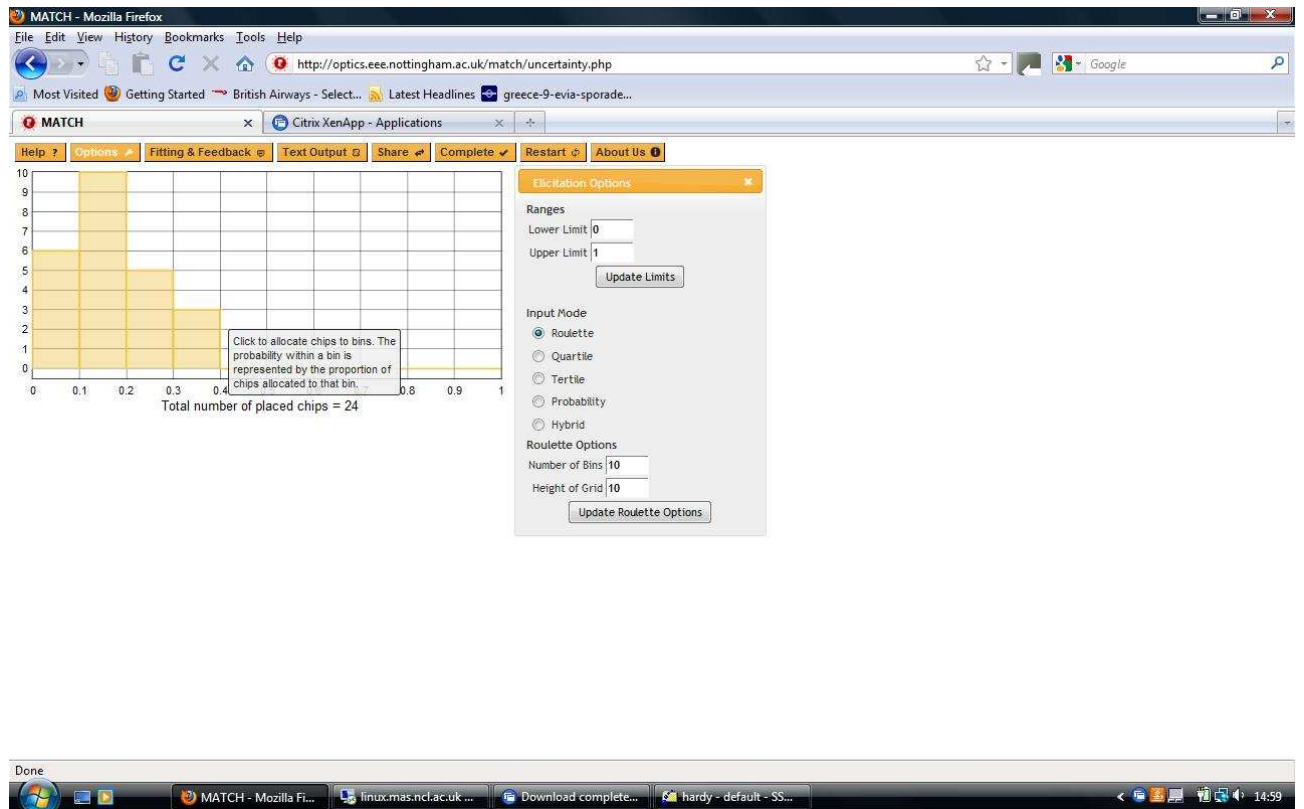 MATCH - Mozilla Firefox
File Edit View History Bookmarks Tools Help
http://optics.eee.nottingham.ac.uk/match/uncertainty.php
Google
Most Visited Getting Started British Airways - Select... Latest Headlines greece-9-evia-sporade...
MATCH Citrix XenApp - Applications
Help ? Options Fitting & Feedback Text Output Share Complete Restart About Us
10
9
8
7
6
5
4
3
2
1
0
0 0.1 0.2 0.3 0.4 0.8 0.9 1
Click to allocate chips to bins. The
probability within a bin is
represented by the proportion of
chips allocated to that bin.
Total number of placed chips = 24
Elicitation Options
Ranges
Lower Limit 0
Upper Limit 1
Update Limits
Input Mode
Roulette
Quartile
Tertile
Probability
Hybrid
Roulette Options
Number of Bins 10
Height of Grid 10
Update Roulette Options
Done
MATCH - Mozilla Fi... linux.mas.ncl.ac.uk ... Download complete... hardy - default - SS... 14:59